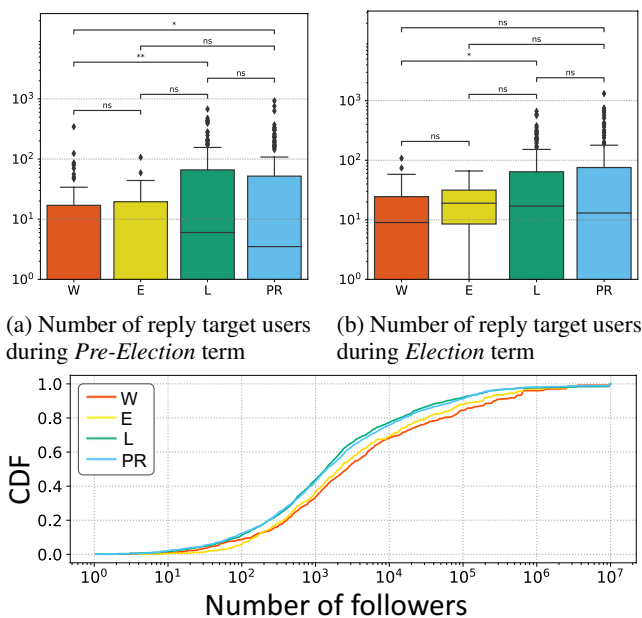 *
ns
**
ns
ns
ns
ns
10³
10²
10¹
10⁰
W E L PR
(a) Number of reply target users
during Pre-Election term
ns
ns
*
ns
ns
ns
10³
10²
10¹
10⁰
W E L PR
(b) Number of reply target users
during Election term
CDF
1.0
0.8
0.6
0.4
0.2
0.0
W
E
L
PR
10⁰ 10¹ 10² 10³ 10⁴ 10⁵ 10⁶ 10⁷
Number of followers